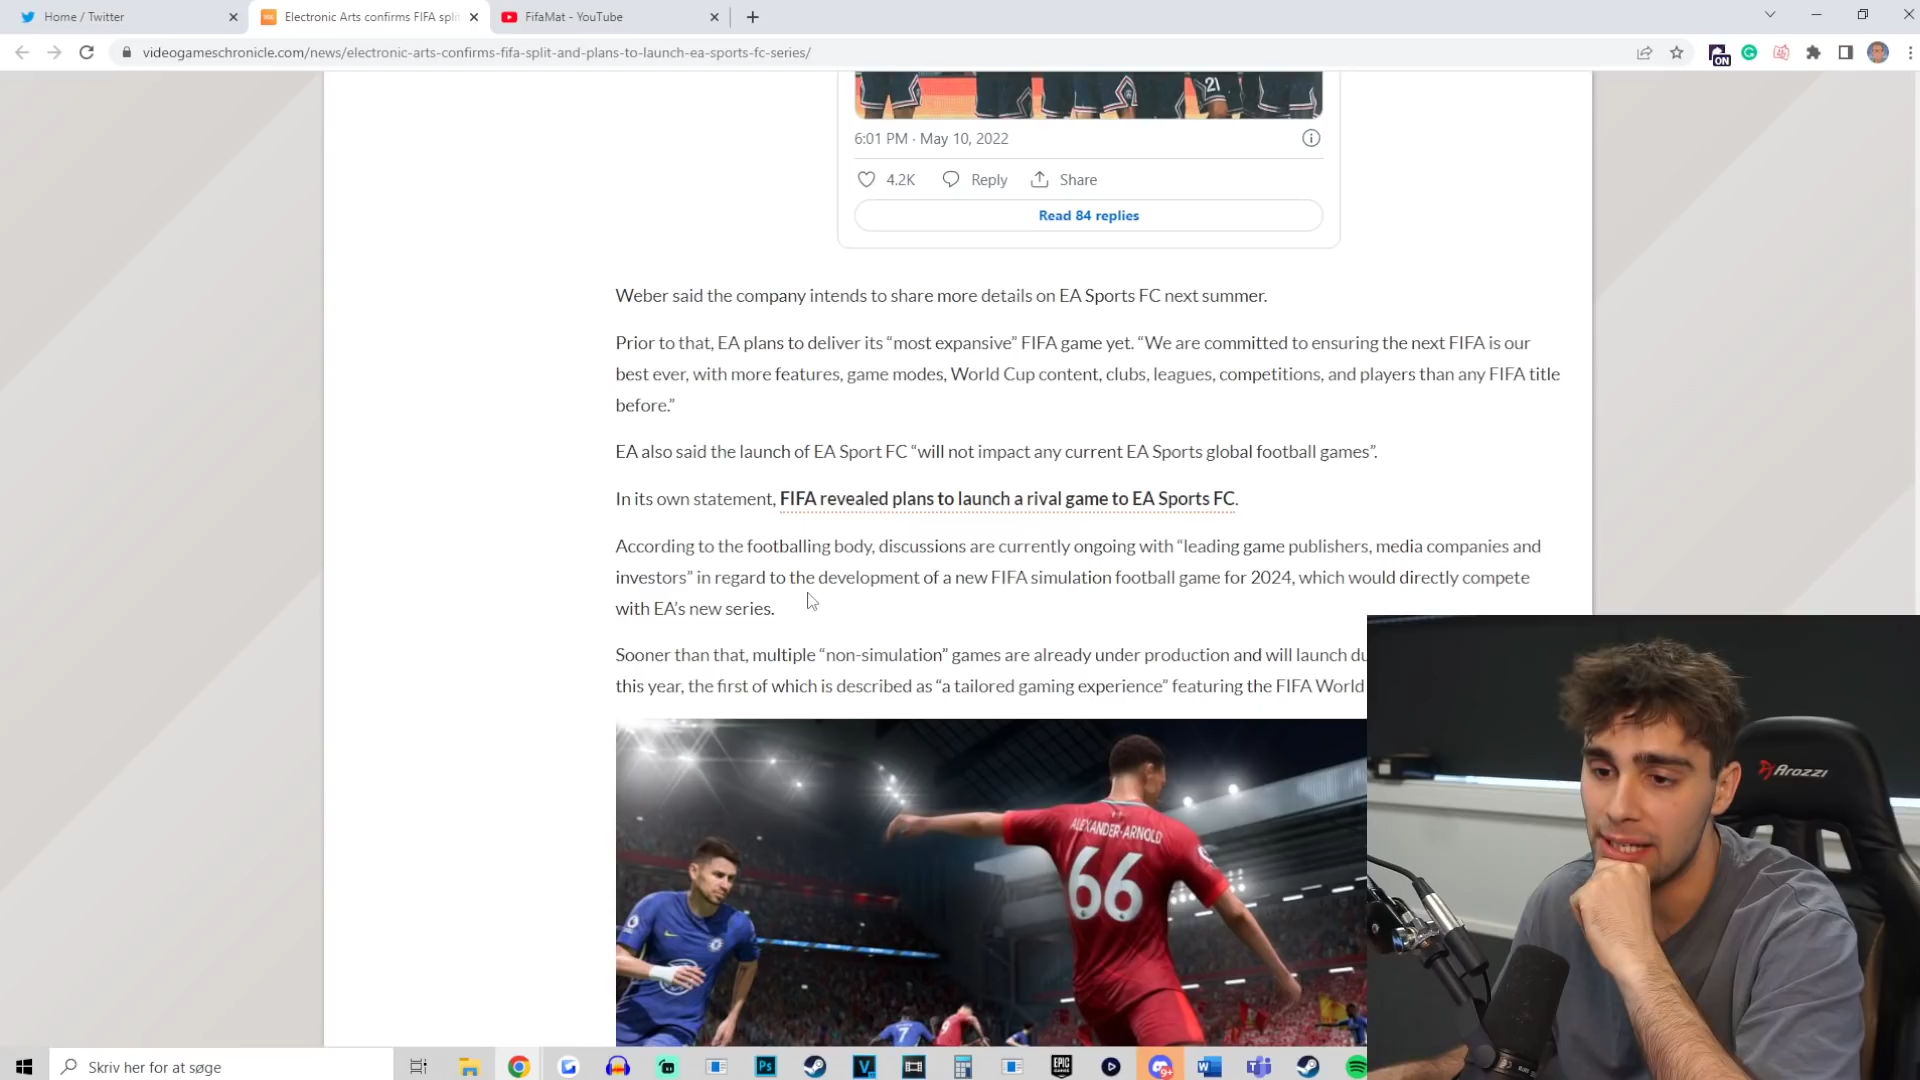 Home / Twitter
Electronic Arts confirms FIFA spli
FifaMat - YouTube
videogameschronicle.com/news/electronic-arts-confirms-fifa-split-and-plans-to-launch-ea-sports-fc-series/
ON
21
6:01 PM · May 10, 2022
4.2K Reply Share
Read 84 replies
Weber said the company intends to share more details on EA Sports FC next summer.
Prior to that, EA plans to deliver its “most expansive” FIFA game yet. “We are committed to ensuring the next FIFA is our
best ever, with more features, game modes, World Cup content, clubs, leagues, competitions, and players than any FIFA title
before.”
EA also said the launch of EA Sport FC “will not impact any current EA Sports global football games”.
In its own statement, FIFA revealed plans to launch a rival game to EA Sports FC.
According to the footballing body, discussions are currently ongoing with “leading game publishers, media companies and
investors” in regard to the development of a new FIFA simulation football game for 2024, which would directly compete
with EA’s new series.
Sooner than that, multiple “non-simulation” games are already under production and will launch du
this year, the first of which is described as “a tailored gaming experience” featuring the FIFA World
ALEXANDER-ARNOLD
66
7
Arozzi
Skriv her for at søge
Ps
V
EPIC GAMES
9+
W